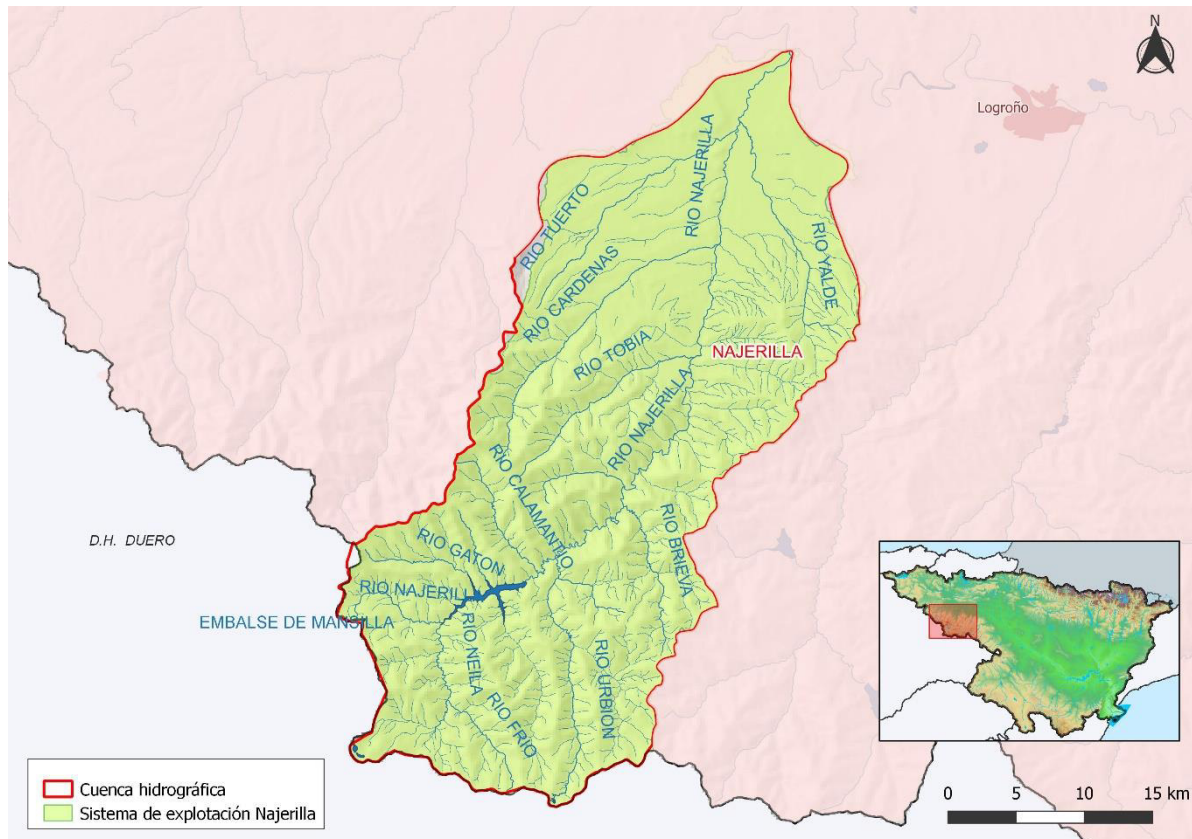 N
Logroño
RIO NAJERILLA
RIO TUERTO
RIO YALDE
RIO CARDENAS
RIO TOBIA
NAJERILLA
RIO NAJERILLA
RIO CALAMANTIO
RIO BRIEVA
D.H. DUERO
RIO GATON
RIO NAJERILL
EMBALSE DE MANSILLA
RIO NEILA
RIO URBION
RIO FRIO
Cuenca hidrográfica
Sistema de explotación Najerilla
0 5 10 15 km